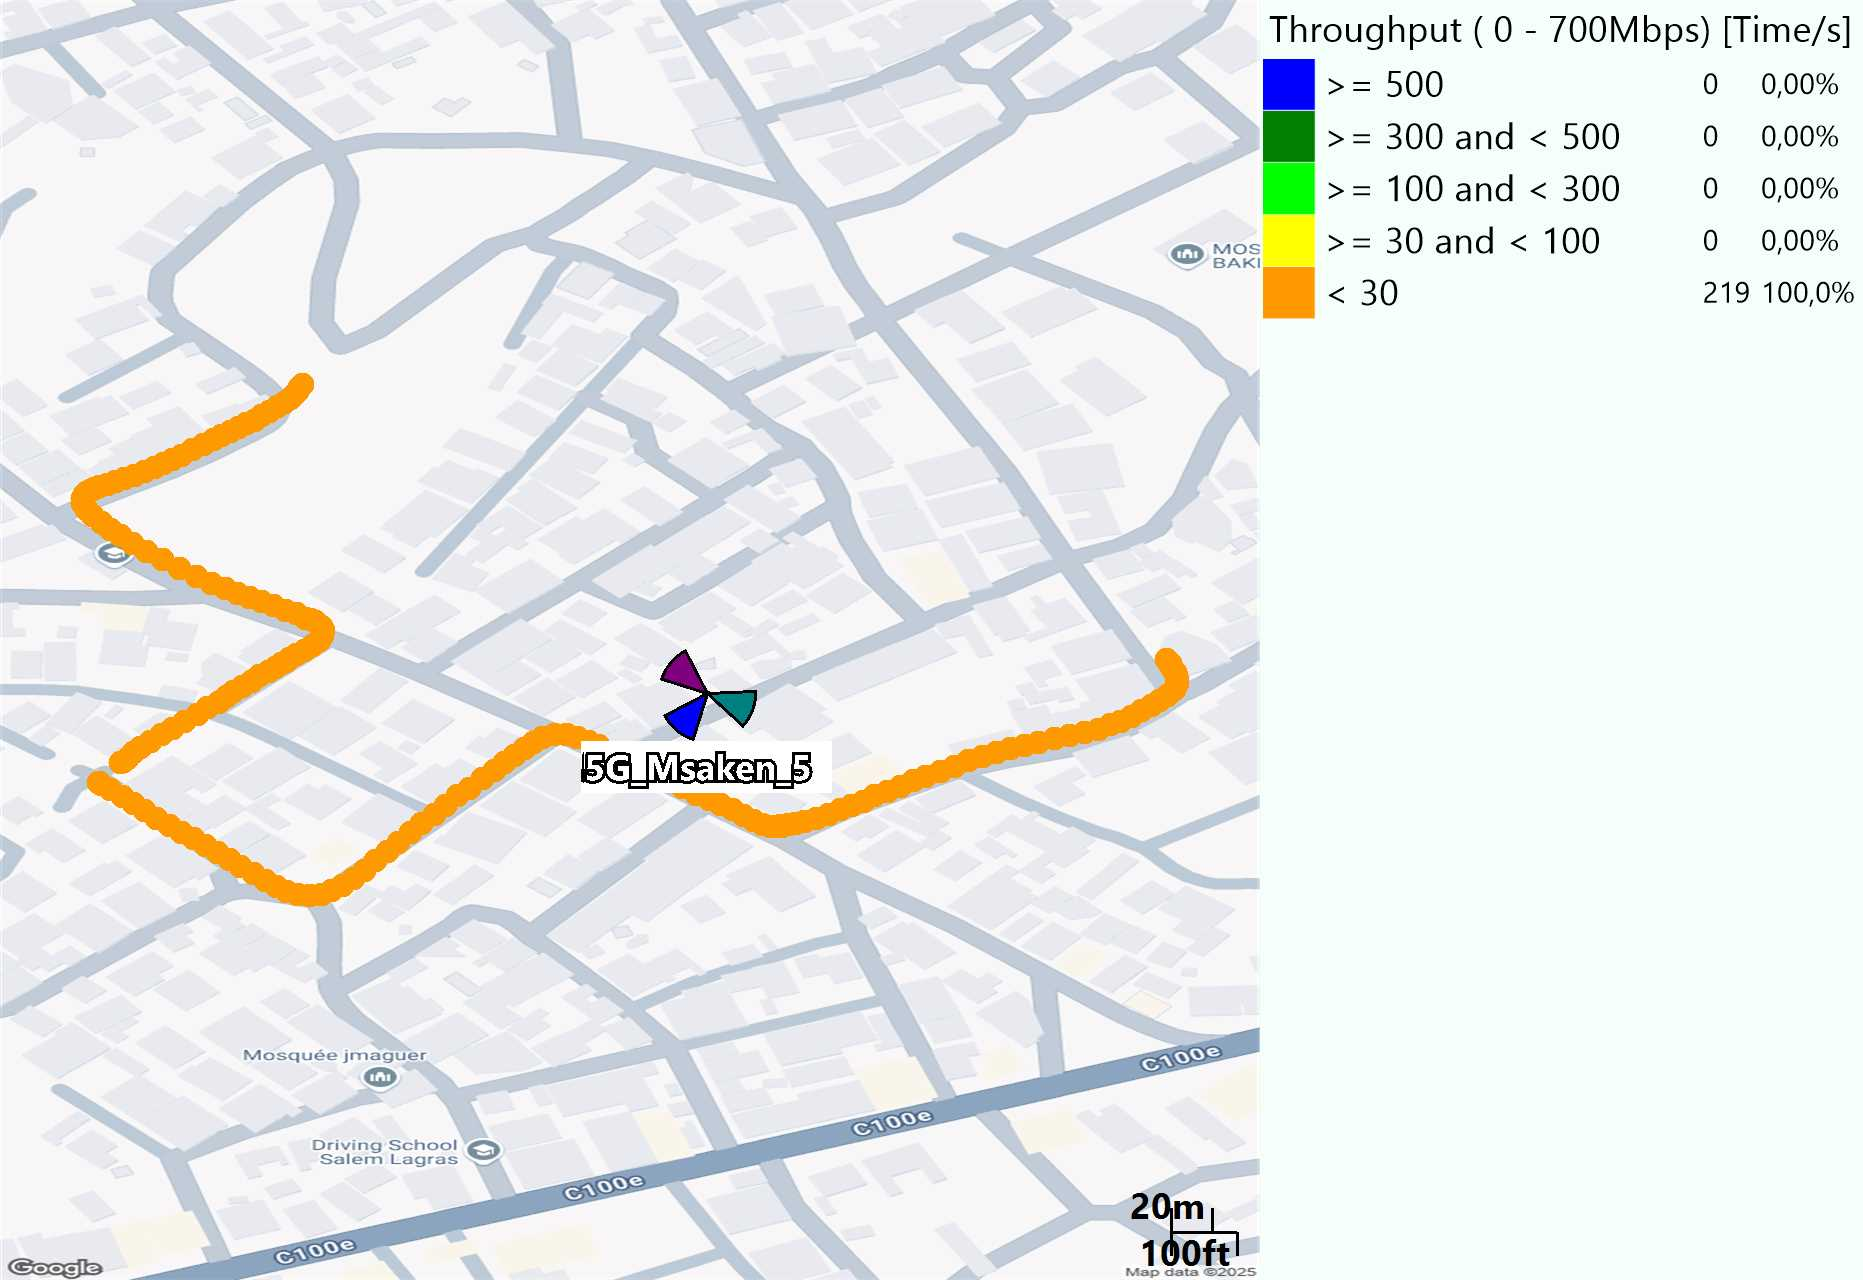 Throughput ( 0 - 700Mbps) [Time/s]
>= 500 0 0,00%
>= 300 and < 500 0 0,00%
>= 100 and < 300 0 0,00%
>= 30 and < 100 0 0,00%
< 30 219 100,0%
MOS
BAKI
5G_Msaken_5
C100e
Mosquée jmaguer
C100e
Driving School
Salem Lagras
C100e
20m
C100e
100ft
Google
Map data ©2025